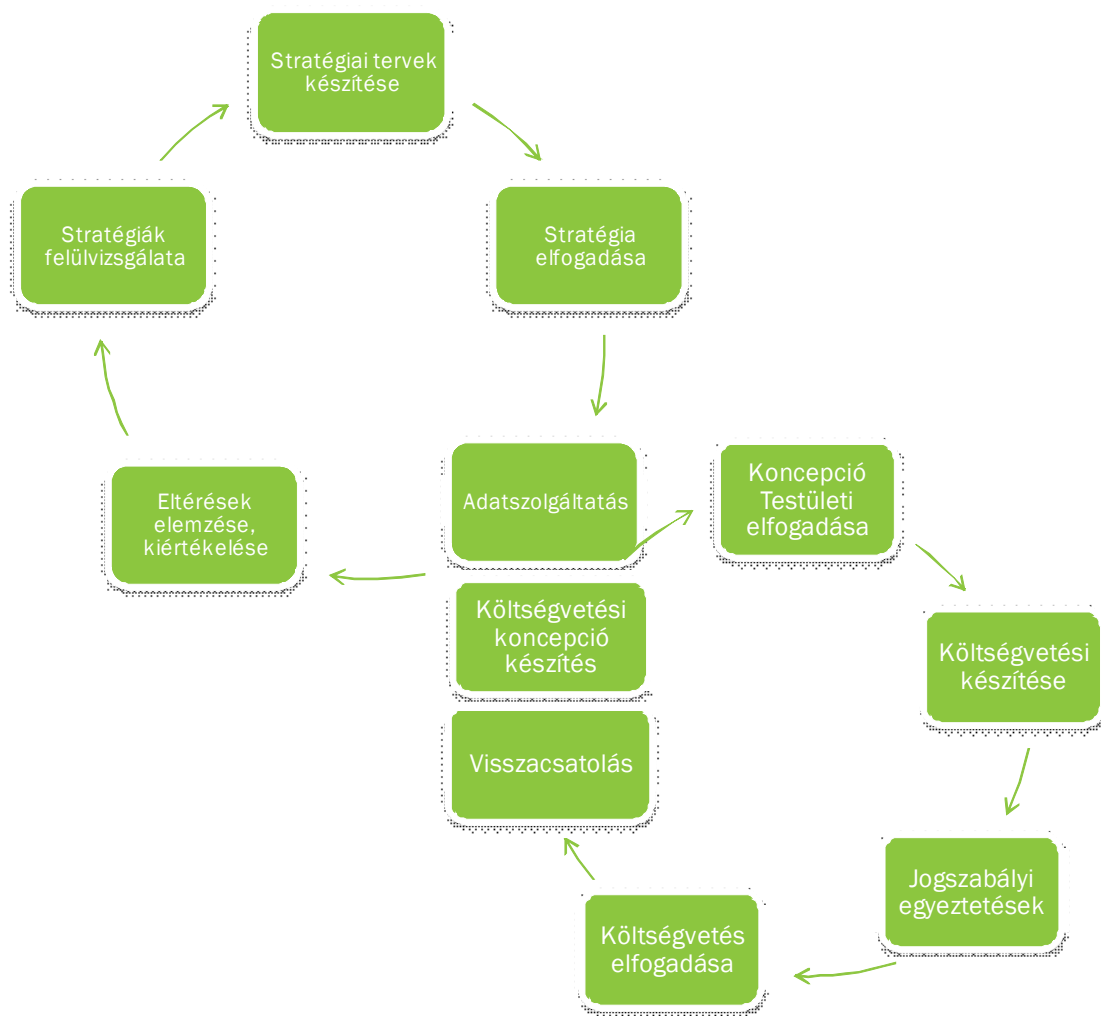 Stratégiai tervek
készítése
Stratégiák
felülvizsgálata
Stratégia
elfogadása
Adatszolgáltatás
Koncepció
Testületi
elfogadása
Eltérések
elemzése,
kiértékelése
Költségvetési
koncepció
készítés
Költségvetési
készítése
Visszacsatolás
Jogszabályi
egyeztetések
Költségvetés
elfogadása